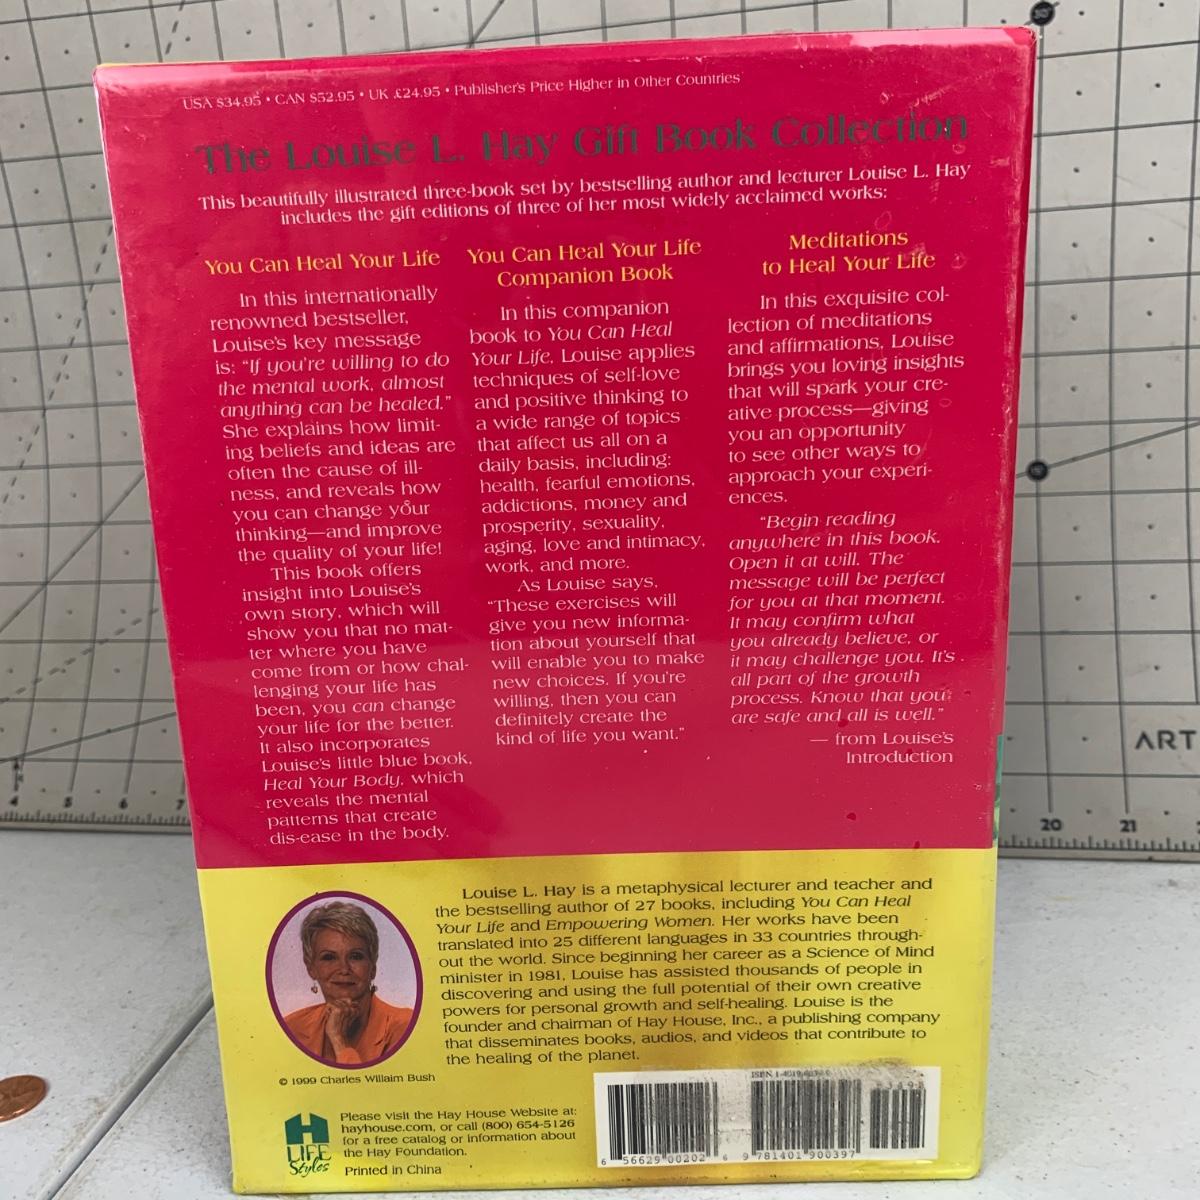 USA $34.95 • CAN $52.95 • UK £24.95 • Publisher's Price Higher in Other Countries
The Louise L. Hay Gift Book Collection
This beautifully illustrated three-book set by bestselling author and lecturer Louise L. Hay
includes the gift editions of three of her most widely acclaimed works:
You Can Heal Your Life
In this internationally
renowned bestseller,
Louise's key message
is: "If you're willing to do
the mental work, almost
anything can be healed."
She explains how limit-
ing beliefs and ideas are
often the cause of ill-
ness, and reveals how
you can change your
thinking—and improve
the quality of your life!
This book offers
insight into Louise's
own story, which will
show you that no mat-
ter where you have
come from or how chal-
lenging your life has
been, you can change
your life for the better.
It also incorporates
Louise's little blue book,
Heal Your Body, which
reveals the mental
patterns that create
dis-ease in the body.
You Can Heal Your Life
Companion Book
In this companion
book to You Can Heal
Your Life, Louise applies
techniques of self-love
and positive thinking to
a wide range of topics
that affect us all on a
daily basis, including:
health, fearful emotions,
addictions, money and
prosperity, sexuality,
aging, love and intimacy,
work, and more.
As Louise says,
"These exercises will
give you new informa-
tion about yourself that
will enable you to make
new choices. If you're
willing, then you can
definitely create the
kind of life you want."
Meditations
to Heal Your Life
In this exquisite col-
lection of meditations
and affirmations, Louise
brings you loving insights
that will spark your cre-
ative process—giving
you an opportunity
to see other ways to
approach your experi-
ences.
"Begin reading
anywhere in this book.
Open it at will. The
message will be perfect
for you at that moment.
It may confirm what
you already believe, or
it may challenge you. It's
all part of the growth
process. Know that you
are safe and all is well."
— from Louise's
Introduction
Louise L. Hay is a metaphysical lecturer and teacher and
the bestselling author of 27 books, including You Can Heal
Your Life and Empowering Women. Her works have been
translated into 25 different languages in 33 countries through-
out the world. Since beginning her career as a Science of Mind
minister in 1981, Louise has assisted thousands of people in
discovering and using the full potential of their own creative
powers for personal growth and self-healing. Louise is the
founder and chairman of Hay House, Inc., a publishing company
that disseminates books, audios, and videos that contribute to
the healing of the planet.
© 1999 Charles Willaim Bush
H
LIFE
Styles
Please visit the Hay House Website at:
hayhouse.com, or call (800) 654-5126
for a free catalog or information about
the Hay Foundation.
Printed in China
ISBN
6 56629 00202 6
9 781401 900397
4 5 6 7
ART
20 21